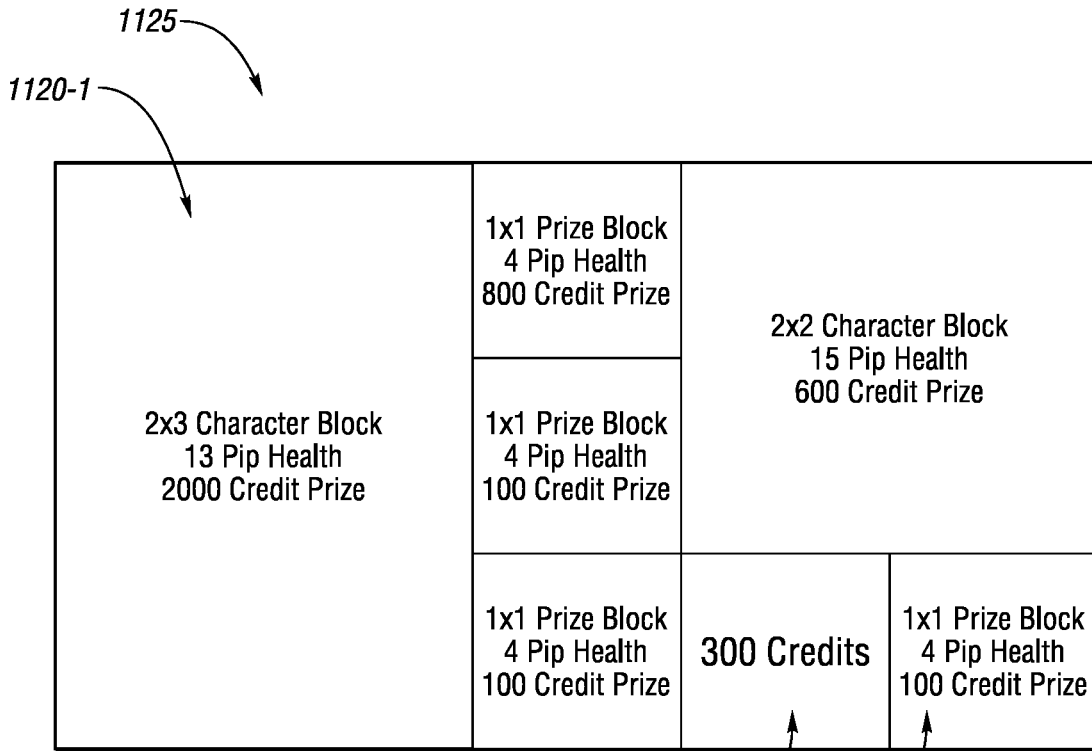 1125
1120-1
2x3 Character Block
13 Pip Health
2000 Credit Prize
1x1 Prize Block
4 Pip Health
800 Credit Prize
1x1 Prize Block
4 Pip Health
100 Credit Prize
1x1 Prize Block
4 Pip Health
100 Credit Prize
2x2 Character Block
15 Pip Health
600 Credit Prize
300 Credits
1x1 Prize Block
4 Pip Health
100 Credit Prize